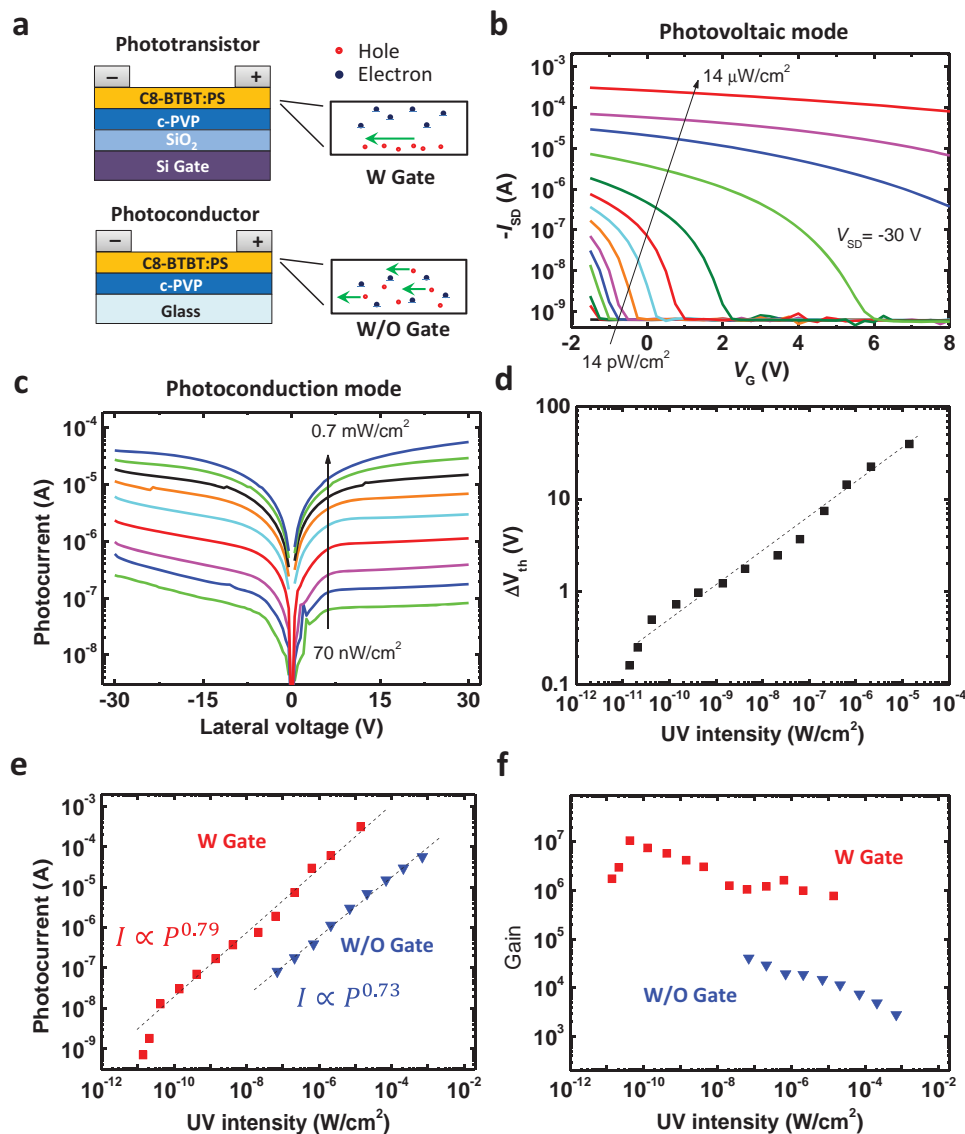 a
Phototransistor
− +
C8-BTBT:PS
c-PVP
SiO₂
Si Gate
Hole
Electron
W Gate
Photoconductor
− +
C8-BTBT:PS
c-PVP
Glass
W/O Gate
b
Photovoltaic mode
10⁻³
10⁻⁴
10⁻⁵
10⁻⁶
10⁻⁷
10⁻⁸
10⁻⁹
-I_SD (A)
14 μW/cm²
V_SD= -30 V
14 pW/cm²
-2 0 2 4 6 8
V_G (V)
c
Photoconduction mode
10⁻⁴
10⁻⁵
10⁻⁶
10⁻⁷
10⁻⁸
Photocurrent (A)
0.7 mW/cm²
70 nW/cm²
-30 -15 0 15 30
Lateral voltage (V)
d
100
10
1
0.1
ΔV_th (V)
10⁻¹² 10⁻¹¹ 10⁻¹⁰ 10⁻⁹ 10⁻⁸ 10⁻⁷ 10⁻⁶ 10⁻⁵ 10⁻⁴
UV intensity (W/cm²)
e
10⁻³
10⁻⁴
10⁻⁵
10⁻⁶
10⁻⁷
10⁻⁸
10⁻⁹
Photocurrent (A)
W Gate
I ∝ P^0.79
W/O Gate
I ∝ P^0.73
10⁻¹² 10⁻¹⁰ 10⁻⁸ 10⁻⁶ 10⁻⁴ 10⁻²
UV intensity (W/cm²)
f
10⁷
10⁶
10⁵
10⁴
10³
Gain
W Gate
W/O Gate
10⁻¹² 10⁻¹⁰ 10⁻⁸ 10⁻⁶ 10⁻⁴ 10⁻²
UV intensity (W/cm²)